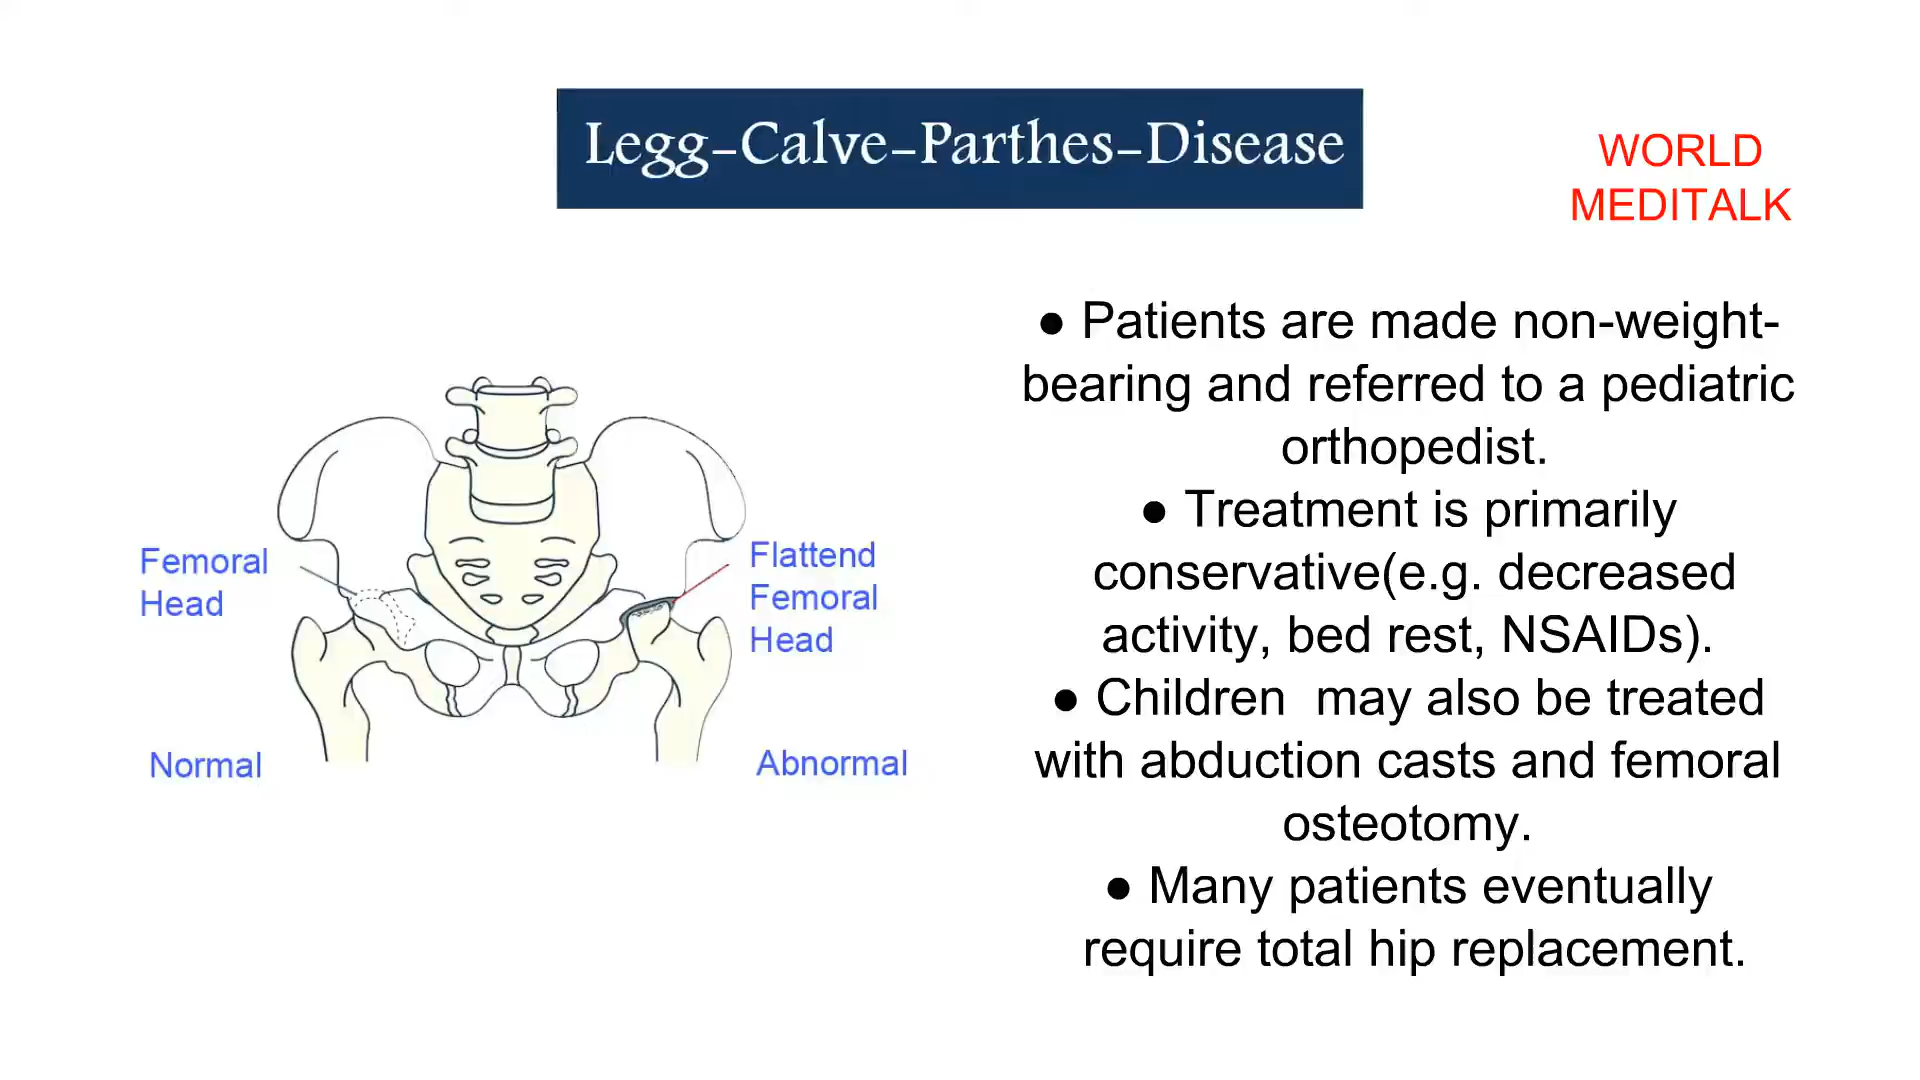 Legg-Calve-Parthes-Disease
WORLD
MEDITALK
● Patients are made non-weight-
bearing and referred to a pediatric
orthopedist.
● Treatment is primarily
conservative(e.g. decreased
activity, bed rest, NSAIDs).
● Children  may also be treated
with abduction casts and femoral
osteotomy.
● Many patients eventually
require total hip replacement.
Femoral
Head
Flattend
Femoral
Head
Normal
Abnormal